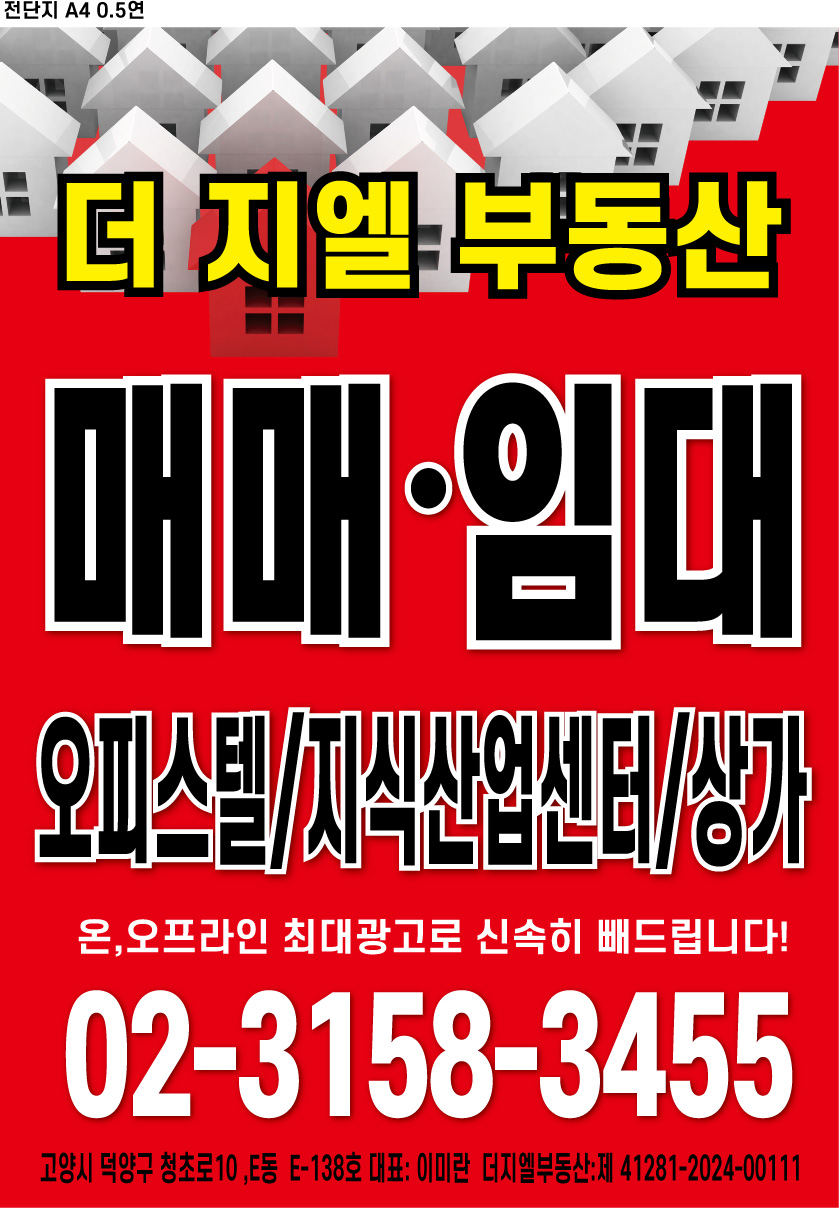 전단지 A4 0.5연
더 지엘 부동산
매매·임대
오피스텔/지식산업센터/상가
온,오프라인 최대광고로 신속히 빼드립니다!
02-3158-3455
고양시 덕양구 청초로10 ,E동 E-138호 대표: 이미란 더지엘부동산:제 41281-2024-00111